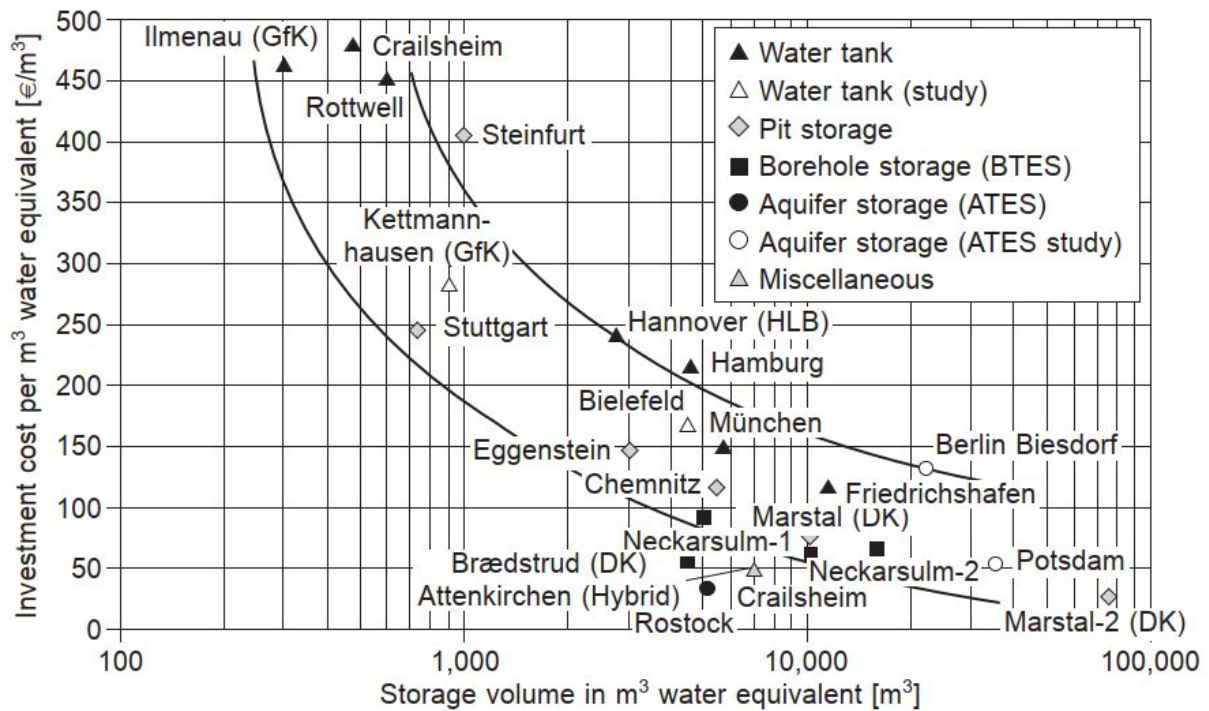 Investment cost per m³ water equivalent [€/m³]
500
450
400
350
300
250
200
150
100
50
0
Ilmenau (GfK)
Crailsheim
Rottwell
Steinfurt
Kettmann-
hausen (GfK)
Stuttgart
Hannover (HLB)
Hamburg
Bielefeld
München
Eggenstein
Chemnitz
Berlin Biesdorf
Friedrichshafen
Marstal (DK)
Neckarsulm-1
Brædstrud (DK)
Neckarsulm-2
Potsdam
Attenkirchen (Hybrid)
Crailsheim
Rostock
Marstal-2 (DK)
Water tank
Water tank (study)
Pit storage
Borehole storage (BTES)
Aquifer storage (ATES)
Aquifer storage (ATES study)
Miscellaneous
100
1,000
10,000
100,000
Storage volume in m³ water equivalent [m³]